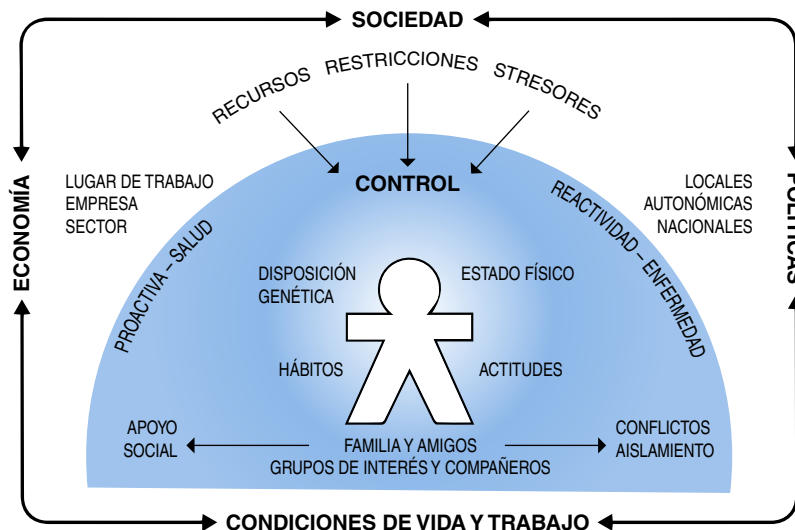 SOCIEDAD
RECURSOS
RESTRICCIONES
STRESORES
CONTROL
ECONOMÍA
LUGAR DE TRABAJO
EMPRESA
SECTOR
LOCALES
AUTONÓMICAS
NACIONALES
POLÍTICAS
PROACTIVA – SALUD
REACTIVIDAD – ENFERMEDAD
DISPOSICIÓN
GENÉTICA
ESTADO FÍSICO
HÁBITOS
ACTITUDES
APOYO
SOCIAL
FAMILIA Y AMIGOS
GRUPOS DE INTERÉS Y COMPAÑEROS
CONFLICTOS
AISLAMIENTO
CONDICIONES DE VIDA Y TRABAJO